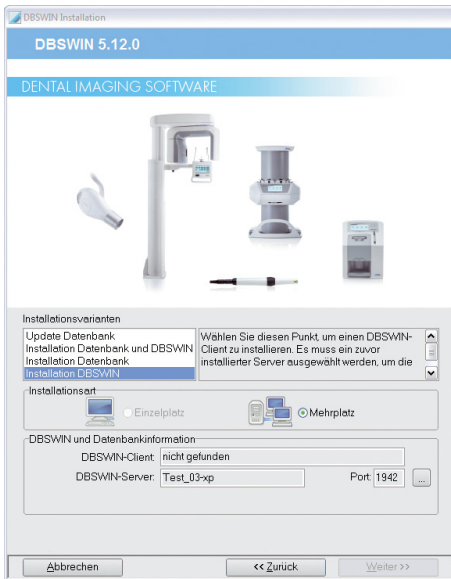 DBSWIN Installation
DBSWIN 5.12.0
DENTAL IMAGING SOFTWARE
Installationsvarianten
Update Datenbank
Installation Datenbank und DBSWIN
Installation Datenbank
Installation DBSWIN
Wählen Sie diesen Punkt, um einen DBSWIN-
Client zu installieren. Es muss ein zuvor
installierter Server ausgewählt werden, um die
Installationsart
Einzelplatz
Mehrplatz
DBSWIN und Datenbankinformation
DBSWIN-Client: nicht gefunden
DBSWIN-Server: Test_03-xp Port: 1942 ...
Abbrechen << Zurück Weiter >>